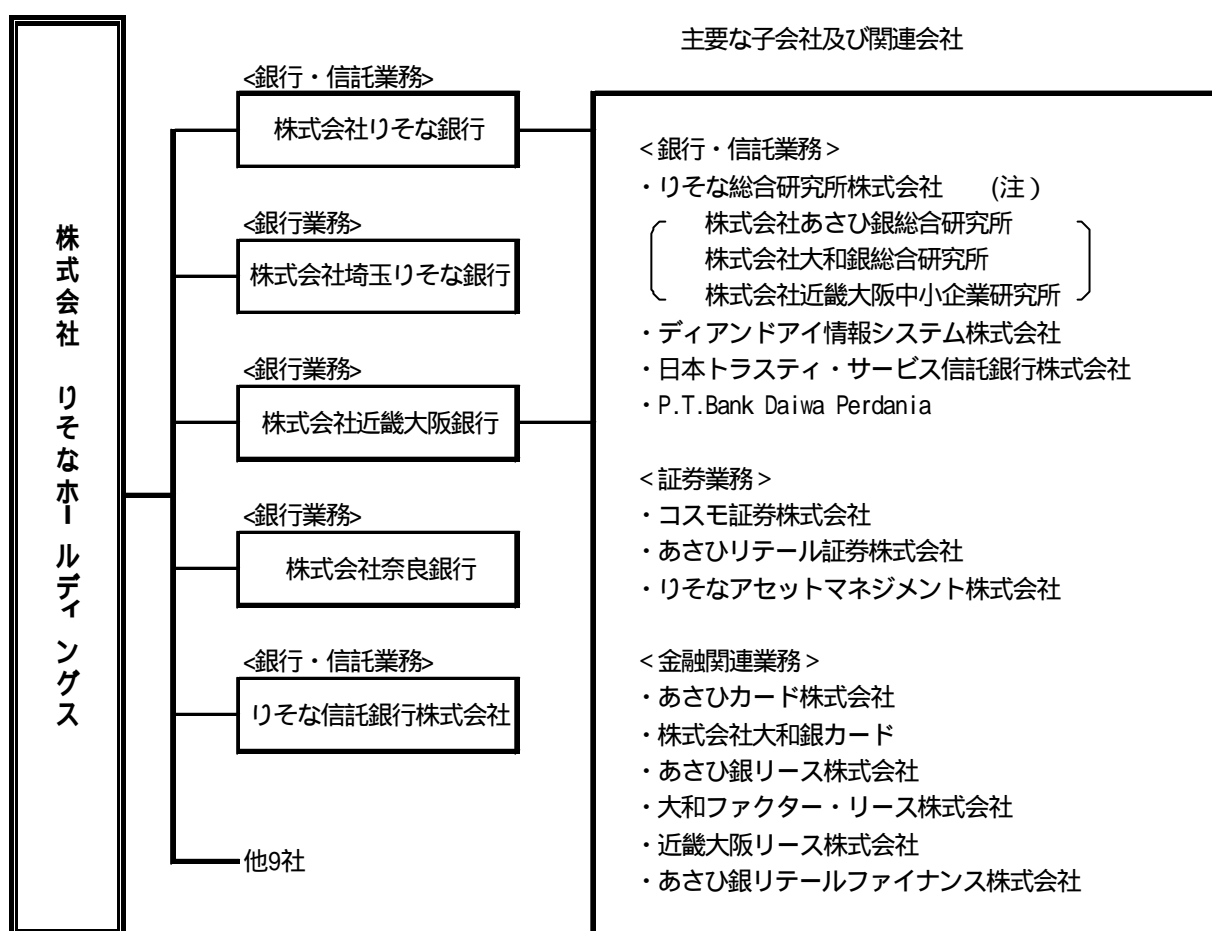 株式会社 りそなホールディングス
主要な子会社及び関連会社
<銀行・信託業務>
株式会社りそな銀行
<銀行業務>
株式会社埼玉りそな銀行
<銀行業務>
株式会社近畿大阪銀行
<銀行業務>
株式会社奈良銀行
<銀行・信託業務>
りそな信託銀行株式会社
他9社
<銀行・信託業務>
・りそな総合研究所株式会社 (注)
株式会社あさひ銀総合研究所
株式会社大和銀総合研究所
株式会社近畿大阪中小企業研究所
・ディアンドアイ情報システム株式会社
・日本トラスティ・サービス信託銀行株式会社
・P.T.Bank Daiwa Perdania
<証券業務>
・コスモ証券株式会社
・あさひリテール証券株式会社
・りそなアセットマネジメント株式会社
<金融関連業務>
・あさひカード株式会社
・株式会社大和銀カード
・あさひ銀リース株式会社
・大和ファクター・リース株式会社
・近畿大阪リース株式会社
・あさひ銀リテールファイナンス株式会社